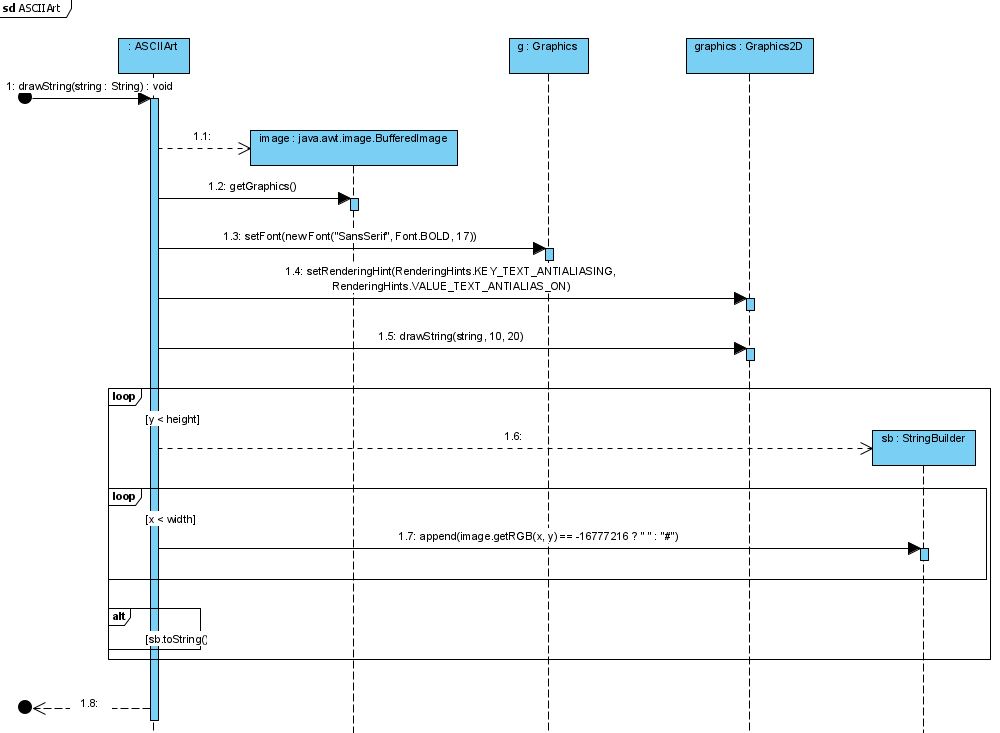 sd ASCIIArt
: ASCIIArt
g : Graphics
graphics : Graphics2D
1: drawString(string : String) : void
1.1:
image : java.awt.image.BufferedImage
1.2: getGraphics()
1.3: setFont(new Font("SansSerif", Font.BOLD, 17))
1.4: setRenderingHint(RenderingHints.KEY_TEXT_ANTIALIASING,
RenderingHints.VALUE_TEXT_ANTIALIAS_ON)
1.5: drawString(string, 10, 20)
loop
[y < height]
1.6:
sb : StringBuilder
loop
[x < width]
1.7: append(image.getRGB(x, y) == -16777216 ? " " : "#")
alt
[sb.toString()
1.8: